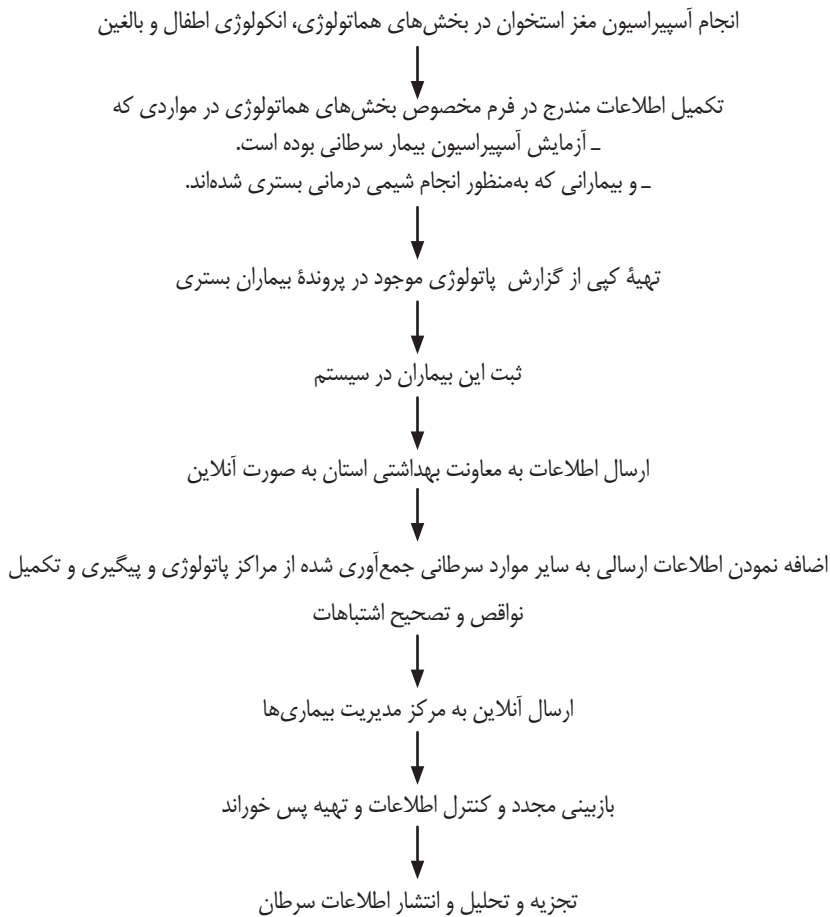 انجام آسپیراسیون مغز استخوان در بخش‌های هماتولوژی، انکولوژی اطفال و بالغین
تکمیل اطلاعات مندرج در فرم مخصوص بخش‌های هماتولوژی در مواردی که
ـ آزمایش آسپیراسیون بیمار سرطانی بوده است.
ـ و بیمارانی که به‌منظور انجام شیمی درمانی بستری شده‌اند.
تهیهٔ کپی از گزارش پاتولوژی موجود در پروندهٔ بیماران بستری
ثبت این بیماران در سیستم
ارسال اطلاعات به معاونت بهداشتی استان به صورت آنلاین
اضافه نمودن اطلاعات ارسالی به سایر موارد سرطانی جمع‌آوری شده از مراکز پاتولوژی و پیگیری و تکمیل
نواقص و تصحیح اشتباهات
ارسال آنلاین به مرکز مدیریت بیماری‌ها
بازبینی مجدد و کنترل اطلاعات و تهیه پس خوراند
تجزیه و تحلیل و انتشار اطلاعات سرطان